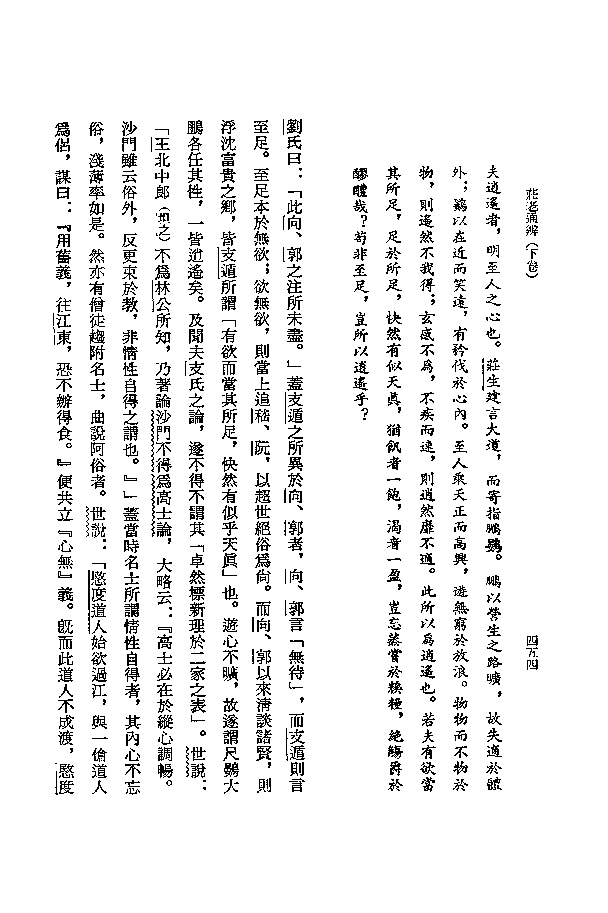 莊老通辨（下卷）
四五四
夫逍遙者，明至人之心也。莊生建言大道，而寄指鵬鷃。鵬以營生之路曠，故失適於體
外；鷃以在近而笑遠，有矜伐於心內。至人乘天正而高興，遊無窮於放浪。物物而不物於
物，則遙然不我得；玄感不為，不疾而速，則逍然靡不適。此所以為逍遙也。若夫有欲當
其所足，足於所足，快然有似天真，猶飢者一飽，渴者一盈，豈忘烝嘗於糗糧，絕觴爵於
醪醴哉？苟非至足，豈所以逍遙乎？
劉氏曰：「此向、郭之注所未盡。」蓋支遁之所異於向、郭者，向、郭言「無待」，而支遁則言
至足。至足本於無欲；欲無欲，則當上追嵇、阮，以超世絕俗為尚。而向、郭以來清談諸賢，則
浮沈富貴之鄉，皆支遁所謂「有欲而當其所足，快然有似乎天真」也。遊心不曠，故遂謂尺鷃大
鵬各任其性，一皆逍遙矣。及聞夫支氏之論，遂不得不謂其「卓然標新理於二家之表」。世說：
「王北中郎（坦之）不為林公所知，乃著論沙門不得為高士論，大略云：『高士必在於縱心調暢。
沙門雖云俗外，反更束於教，非情性自得之謂也。』」蓋當時名士所謂情性自得者，其內心不忘
俗，淺薄率如是。然亦有僧徒趨附名士，曲說阿俗者。世說：「愍度道人始欲過江，與一傖道人
為侶，謀曰：『用舊義，往江東，恐不辦得食。』便共立『心無』義。既而此道人不成渡，愍度